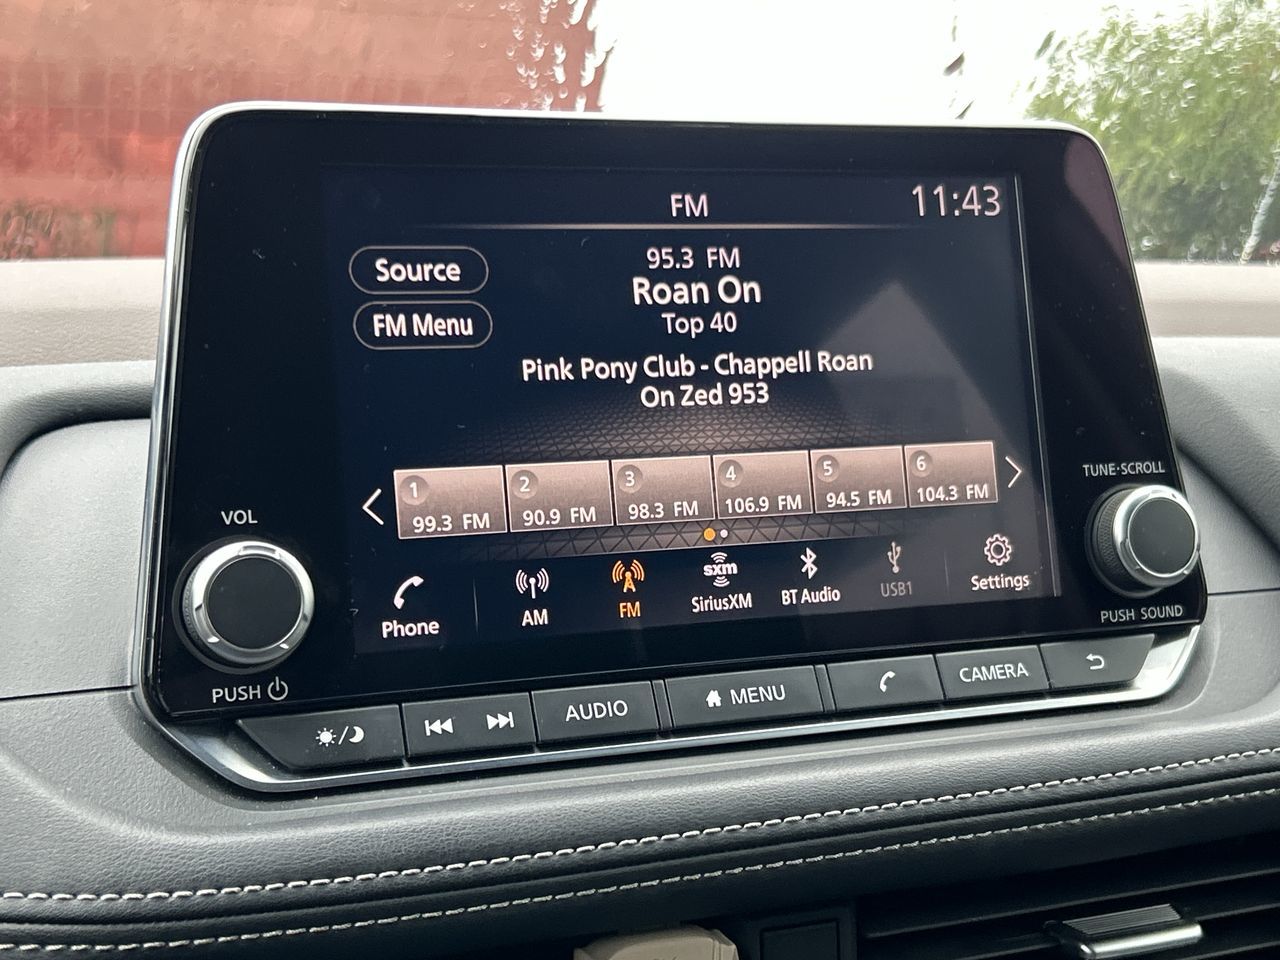 FM
11:43
Source
FM Menu
95.3 FM
Roan On
Top 40
Pink Pony Club - Chappell Roan
On Zed 953
1
99.3 FM
2
90.9 FM
3
98.3 FM
4
106.9 FM
5
94.5 FM
6
104.3 FM
Phone
AM
FM
sxm
SiriusXM
BT Audio
USB1
Settings
VOL
PUSH
TUNE·SCROLL
PUSH SOUND
AUDIO
MENU
CAMERA